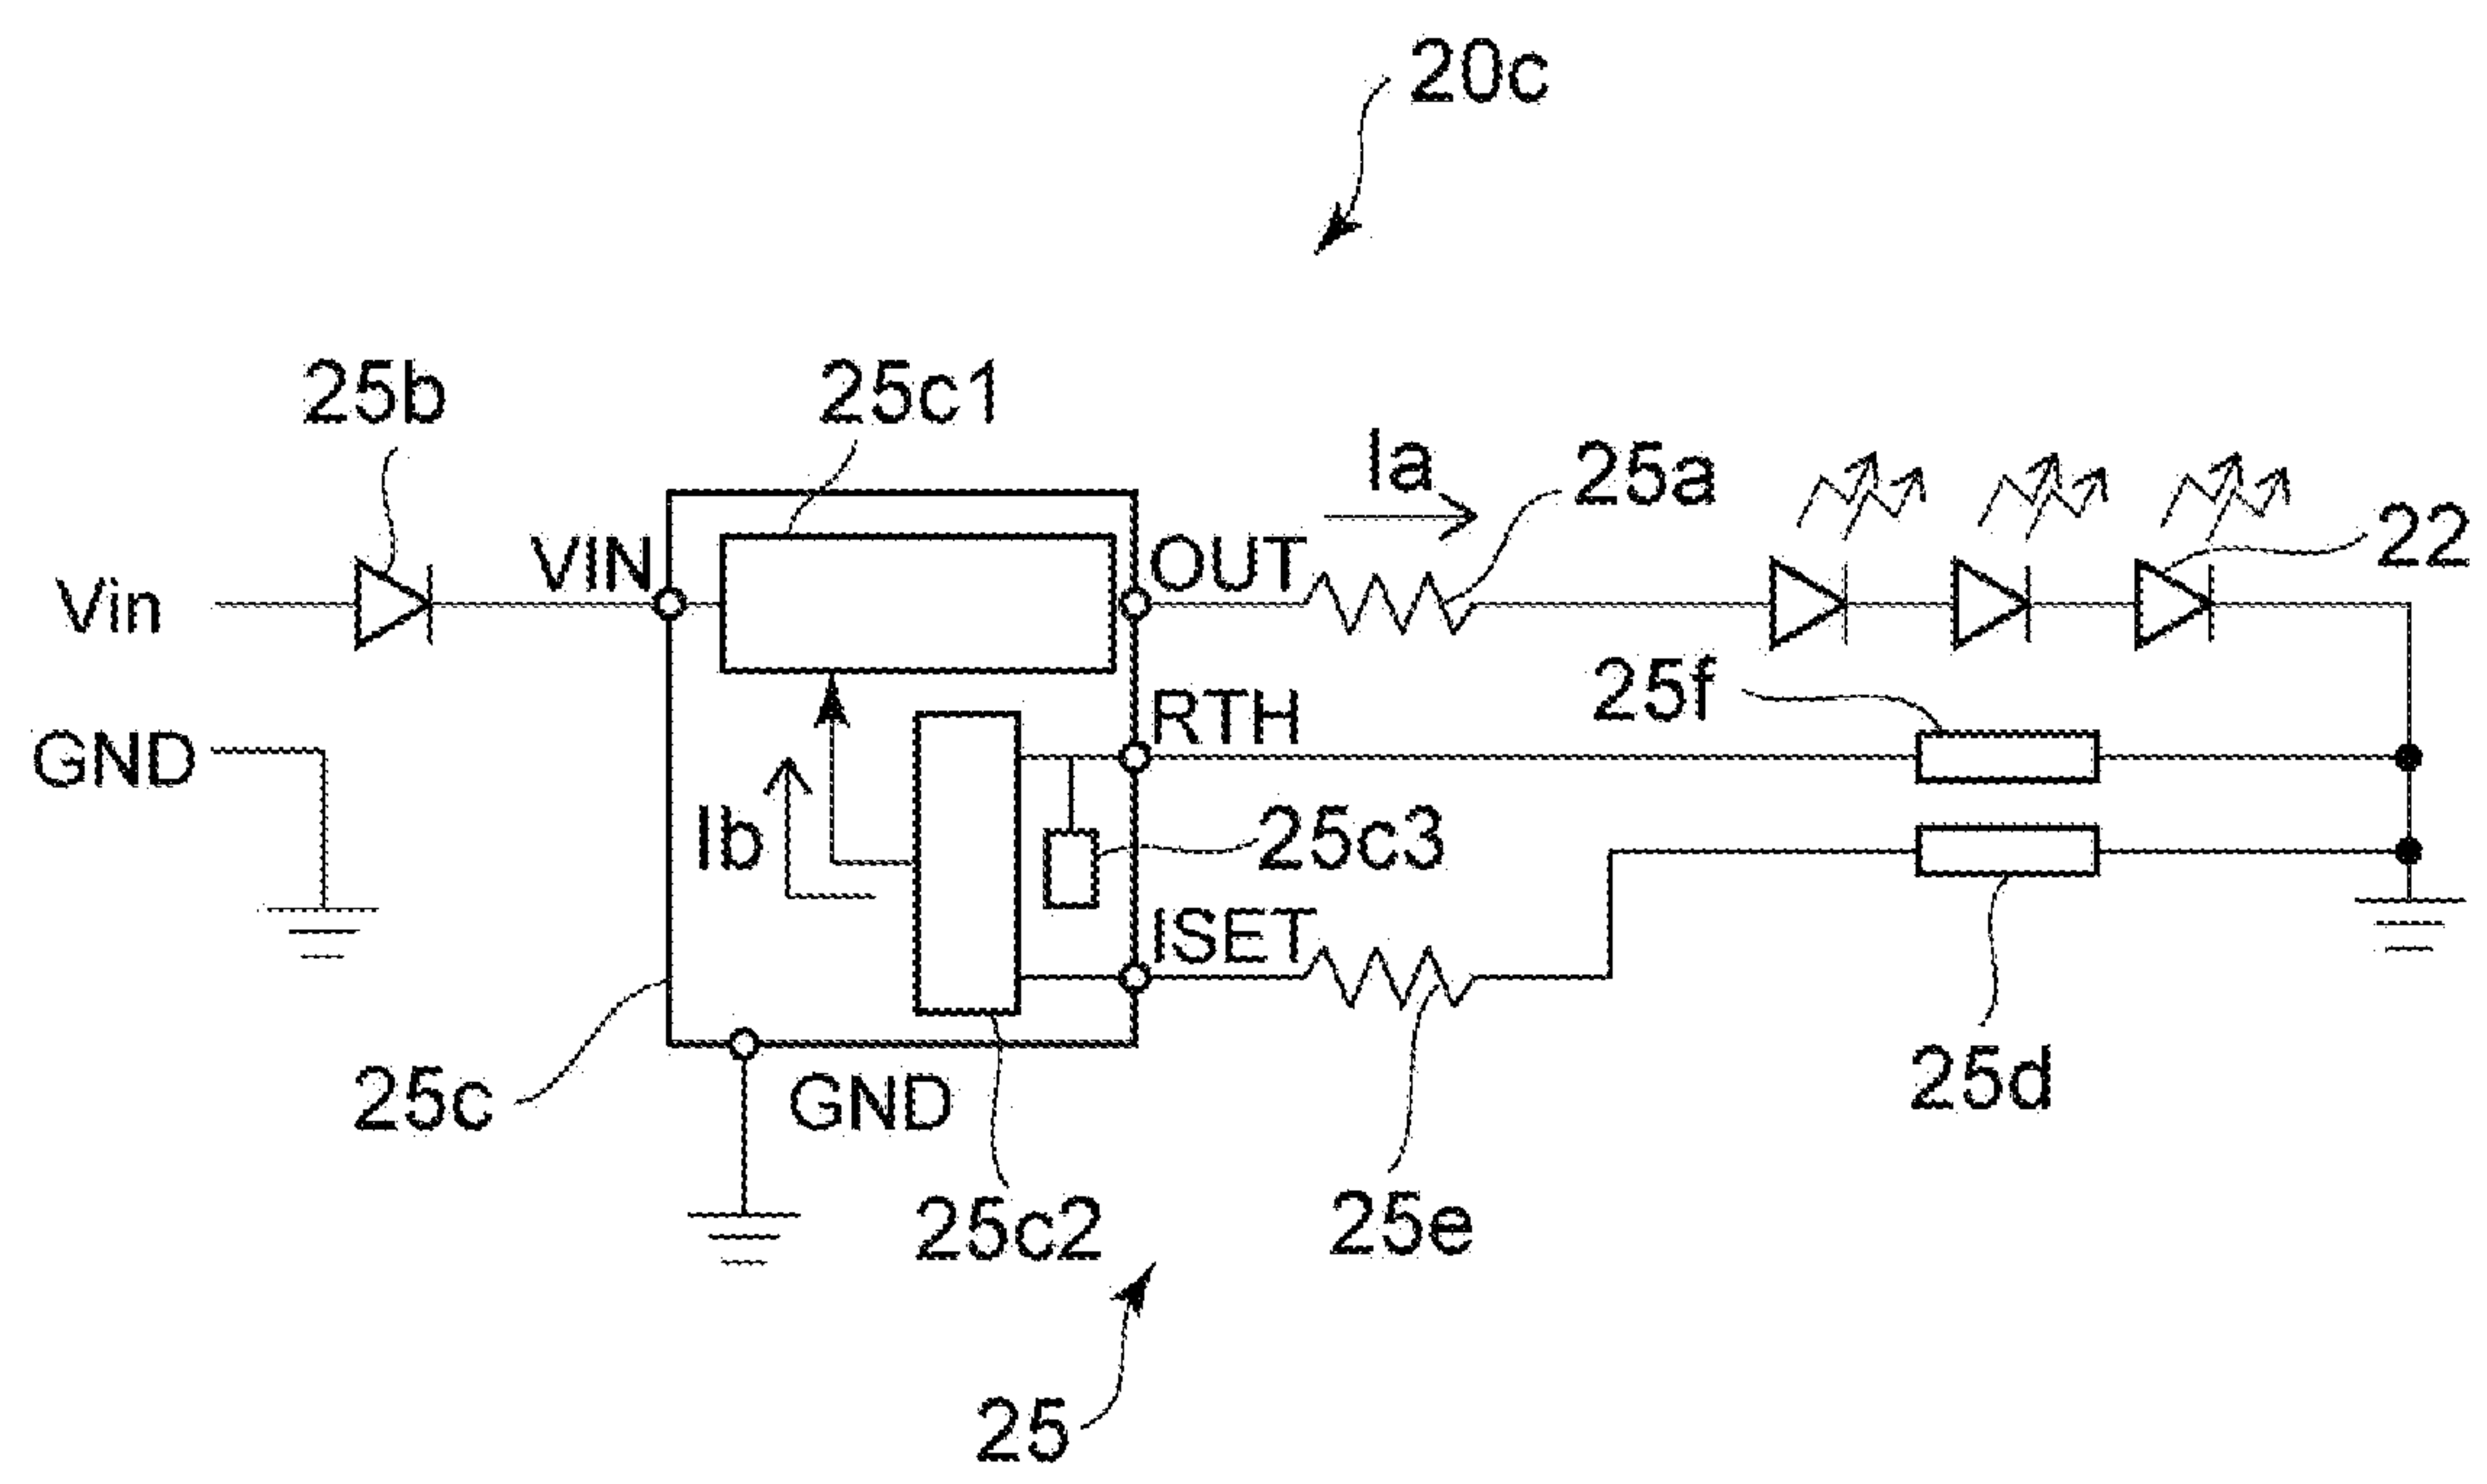 20c
25b
25c1
Ia
25a
22
VIN
OUT
Vin
25f
RTH
GND
Ib
25c3
ISET
25c
GND
25d
25c2
25e
25